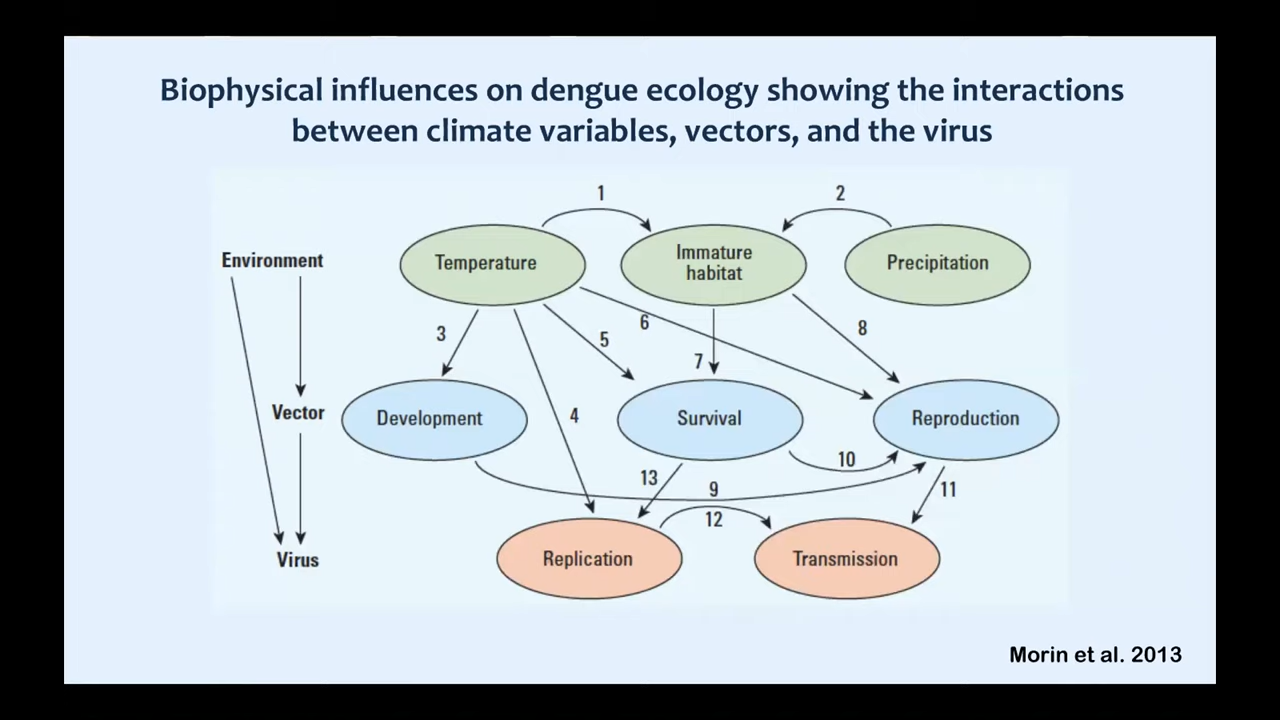 Biophysical influences on dengue ecology showing the interactions
between climate variables, vectors, and the virus
1
2
Environment
Temperature
Immature
habitat
Precipitation
3
4
5
6
7
8
Vector
Development
Survival
Reproduction
9
10
11
12
13
Virus
Replication
Transmission
Morin et al. 2013